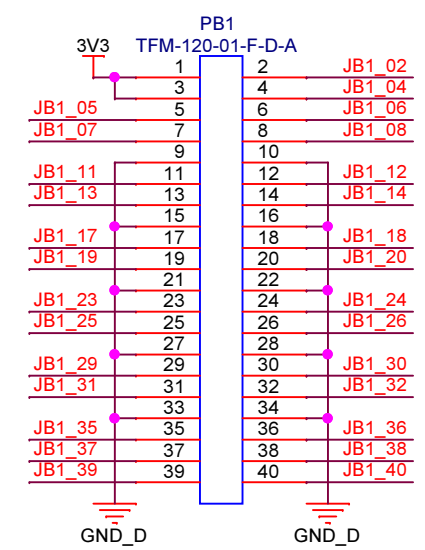 PB1
3V3 TFM-120-01-F-D-A
1 2 JB1_02
3 4 JB1_04
JB1_05 5 6 JB1_06
JB1_07 7 8 JB1_08
9 10
JB1_11 11 12 JB1_12
JB1_13 13 14 JB1_14
15 16
JB1_17 17 18 JB1_18
JB1_19 19 20 JB1_20
21 22
JB1_23 23 24 JB1_24
JB1_25 25 26 JB1_26
27 28
JB1_29 29 30 JB1_30
JB1_31 31 32 JB1_32
33 34
JB1_35 35 36 JB1_36
JB1_37 37 38 JB1_38
JB1_39 39 40 JB1_40
GND_D GND_D